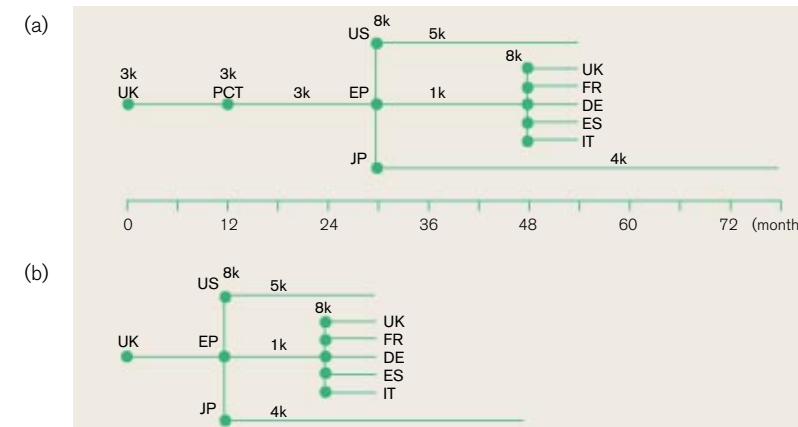 (a)
8k
US 5k
8k
UK
3k 3k
FR
UK PCT 3k EP 1k
DE
ES
IT
JP
4k
0 12 24 36 48 60 72 (month
(b)
8k
US 5k
8k
UK
FR
UK EP 1k
DE
ES
IT
JP 4k